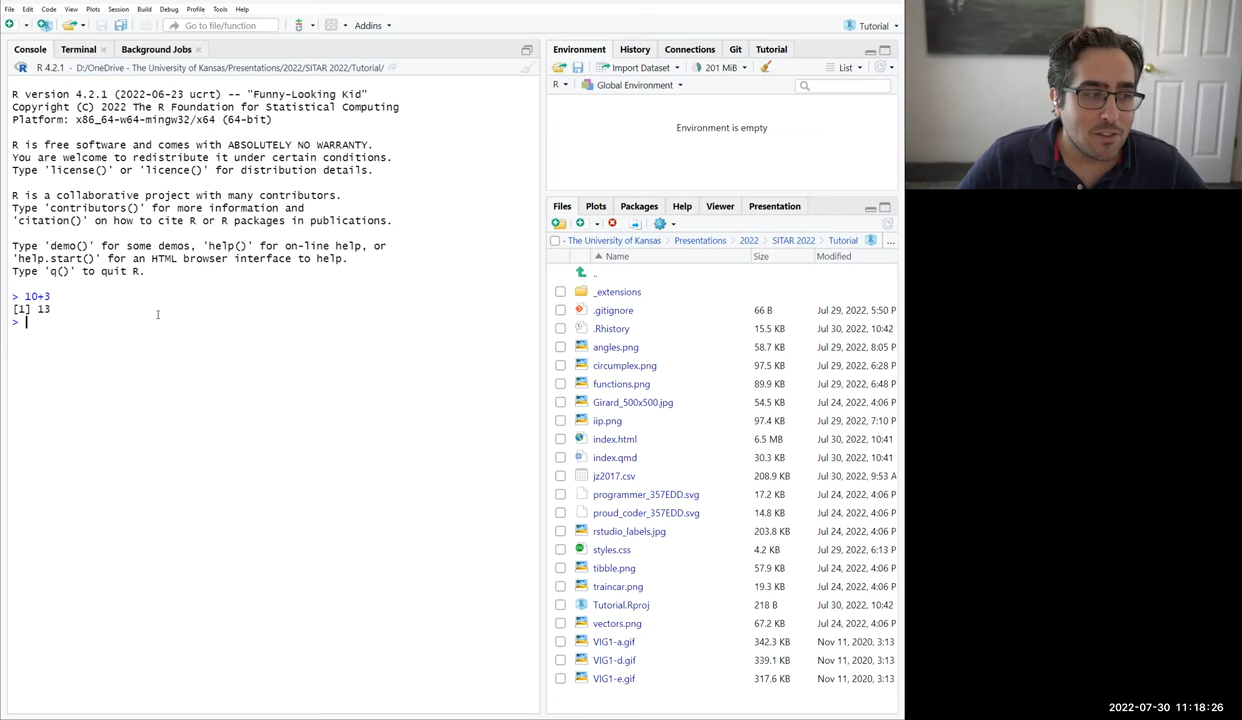 File Edit Code View Plots Session Build Debug Profile Tools Help
Go to file/function Addins Tutorial
Console Terminal Background Jobs
R 4.2.1 · D:/OneDrive - The University of Kansas/Presentations/2022/SITAR 2022/Tutorial/
R version 4.2.1 (2022-06-23 ucrt) -- "Funny-Looking Kid"
Copyright (C) 2022 The R Foundation for Statistical Computing
Platform: x86_64-w64-mingw32/x64 (64-bit)
R is free software and comes with ABSOLUTELY NO WARRANTY.
You are welcome to redistribute it under certain conditions.
Type 'license()' or 'licence()' for distribution details.
R is a collaborative project with many contributors.
Type 'contributors()' for more information and
'citation()' on how to cite R or R packages in publications.
Type 'demo()' for some demos, 'help()' for on-line help, or
'help.start()' for an HTML browser interface to help.
Type 'q()' to quit R.
> 10+3
[1] 13
>
Environment History Connections Git Tutorial
Import Dataset 201 MiB List
R Global Environment
Environment is empty
Files Plots Packages Help Viewer Presentation
- The University of Kansas > Presentations > 2022 > SITAR 2022 > Tutorial ...
Name Size Modified
..
_extensions
.gitignore 66 B Jul 29, 2022, 5:50 P
.Rhistory 15.5 KB Jul 30, 2022, 10:42
angles.png 58.7 KB Jul 29, 2022, 8:05 P
circumplex.png 97.5 KB Jul 29, 2022, 6:28 P
functions.png 89.9 KB Jul 29, 2022, 6:48 P
Girard_500x500.jpg 54.5 KB Jul 24, 2022, 4:06 P
iip.png 97.4 KB Jul 29, 2022, 7:10 P
index.html 6.5 MB Jul 30, 2022, 10:41
index.qmd 30.3 KB Jul 30, 2022, 10:41
jz2017.csv 208.9 KB Jul 30, 2022, 9:53 A
programmer_357EDD.svg 17.2 KB Jul 24, 2022, 4:06 P
proud_coder_357EDD.svg 14.8 KB Jul 24, 2022, 4:06 P
rstudio_labels.jpg 203.8 KB Jul 24, 2022, 4:06 P
styles.css 4.2 KB Jul 29, 2022, 6:13 P
tibble.png 57.9 KB Jul 24, 2022, 4:06 P
traincar.png 19.3 KB Jul 24, 2022, 4:06 P
Tutorial.Rproj 218 B Jul 30, 2022, 10:42
vectors.png 67.2 KB Jul 24, 2022, 4:06 P
VIG1-a.gif 342.3 KB Nov 11, 2020, 3:13
VIG1-d.gif 339.1 KB Nov 11, 2020, 3:13
VIG1-e.gif 317.6 KB Nov 11, 2020, 3:13
2022-07-30 11:18:26